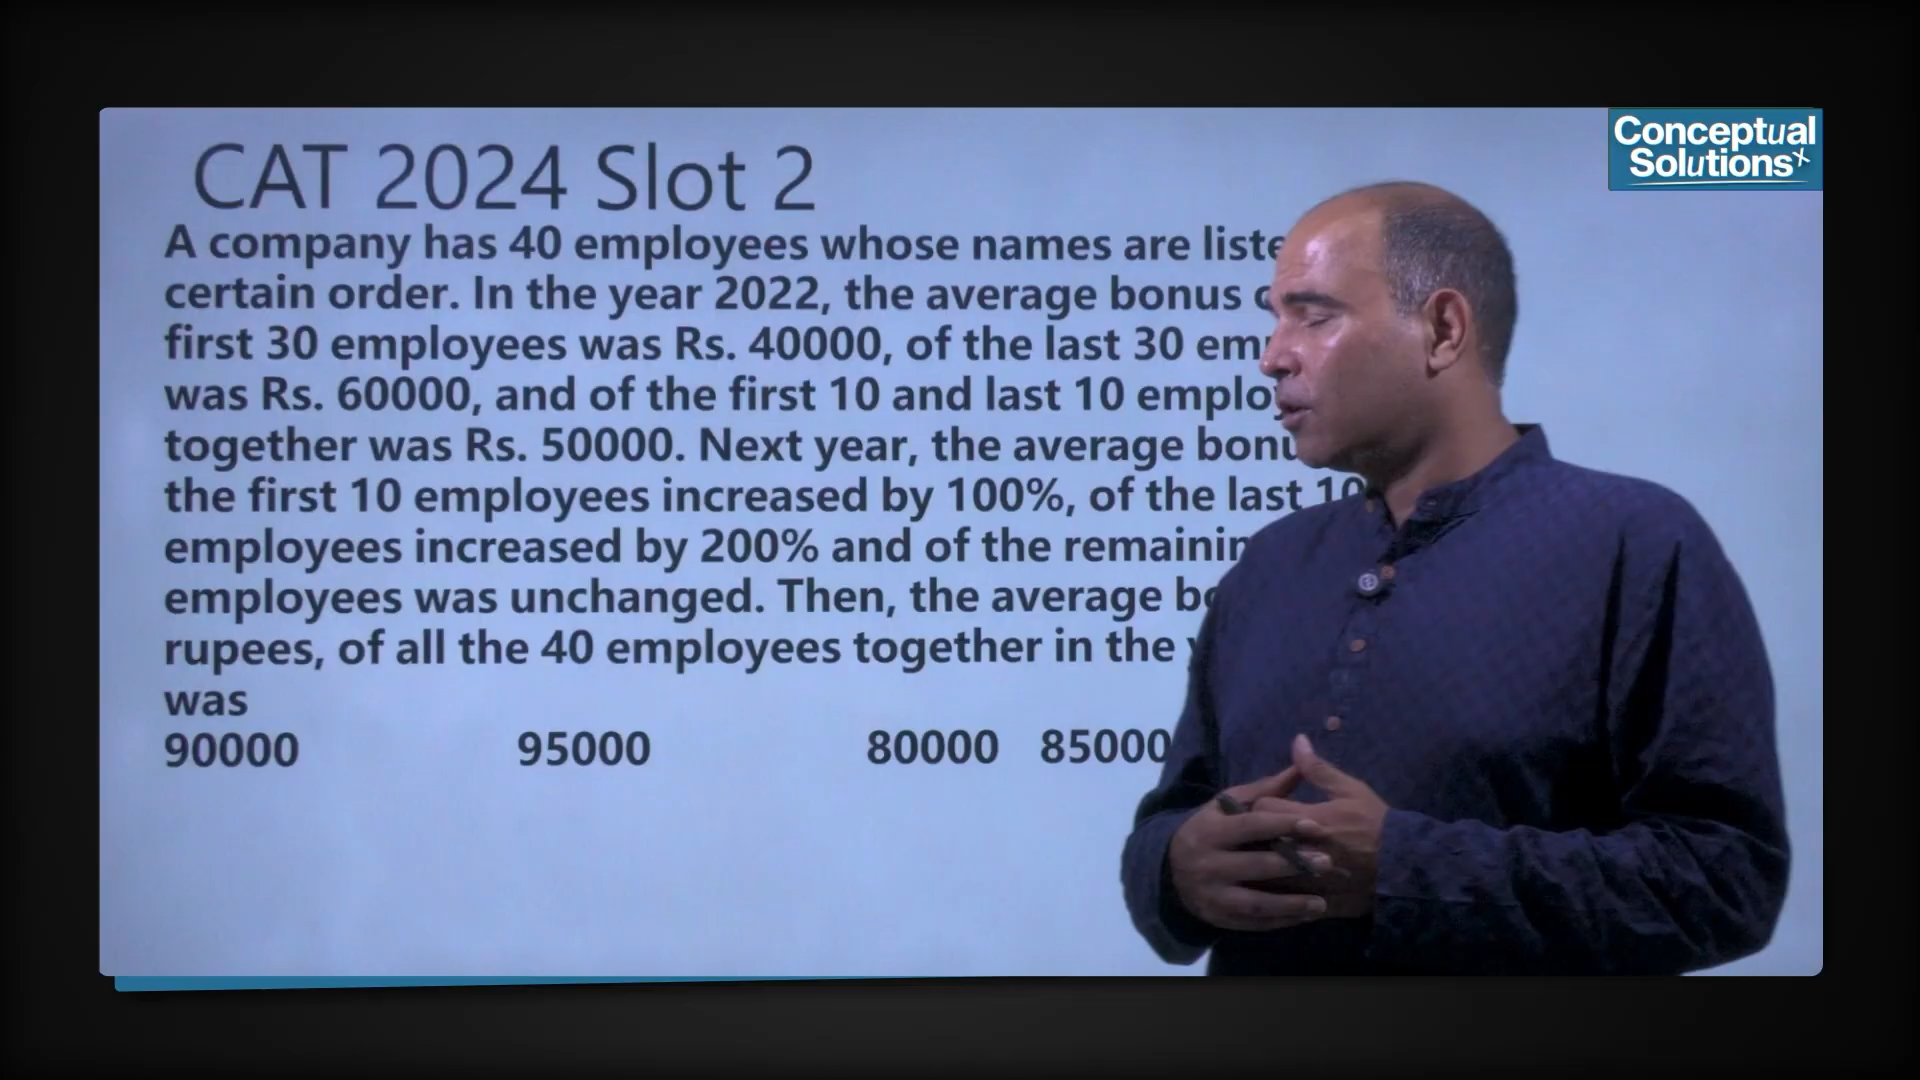 Conceptual
Solutions x
CAT 2024 Slot 2
A company has 40 employees whose names are
certain order. In the year 2022, the average bonus
first 30 employees was Rs. 40000, of the last 30
was Rs. 60000, and of the first 10 and last 10
together was Rs. 50000. Next year, the average
the first 10 employees increased by 100%, of the last 10
employees increased by 200% and of the
employees was unchanged. Then, the average
rupees, of all the 40 employees together in the
was
90000 95000 80000 85000